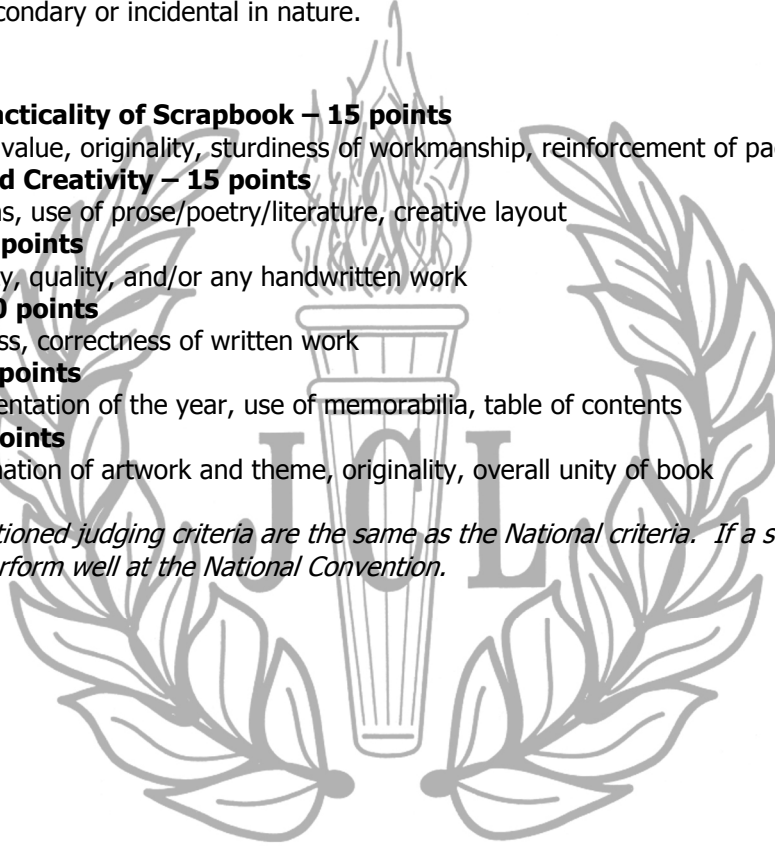 condary or incidental in nature.
acticality of Scrapbook – 15 points
value, originality, sturdiness of workmanship, reinforcement of pa
d Creativity – 15 points
ns, use of prose/poetry/literature, creative layout
points
y, quality, and/or any handwritten work
0 points
ss, correctness of written work
points
entation of the year, use of memorabilia, table of contents
oints
nation of artwork and theme, originality, overall unity of book
tioned judging criteria are the same as the National criteria. If a s
rform well at the National Convention.
JCL